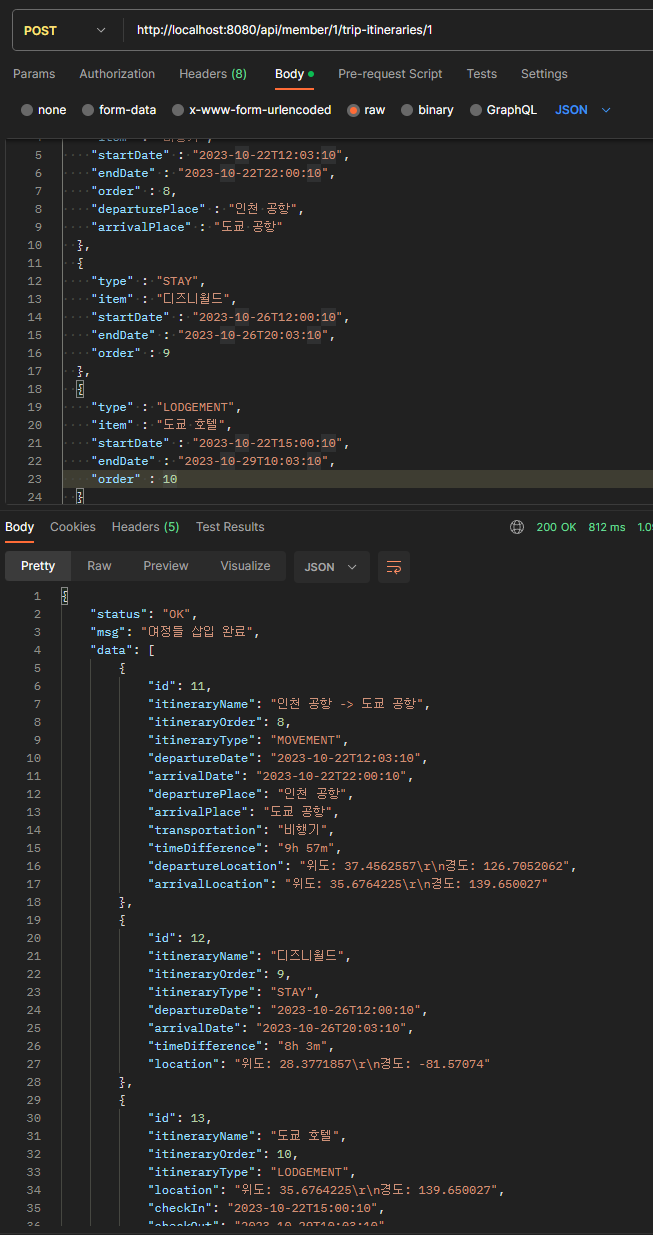 POST http://localhost:8080/api/member/1/trip-itineraries/1
Params Authorization Headers (8) Body Pre-request Script Tests Settings
none form-data x-www-form-urlencoded raw binary GraphQL JSON
5 "startDate" : "2023-10-22T12:03:10",
6 "endDate" : "2023-10-22T22:00:10",
7 "order" : 8,
8 "departurePlace" : "인천 공항",
9 "arrivalPlace" : "도쿄 공항"
10 },
11 {
12 "type" : "STAY",
13 "item" : "디즈니월드",
14 "startDate" : "2023-10-26T12:00:10",
15 "endDate" : "2023-10-26T20:03:10",
16 "order" : 9
17 },
18 {
19 "type" : "LODGEMENT",
20 "item" : "도쿄 호텔",
21 "startDate" : "2023-10-22T15:00:10",
22 "endDate" : "2023-10-29T10:03:10",
23 "order" : 10
24 }
Body Cookies Headers (5) Test Results 200 OK 812 ms
Pretty Raw Preview Visualize JSON
1 {
2 "status": "OK",
3 "msg": "여정들 삽입 완료",
4 "data": [
5 {
6 "id": 11,
7 "itineraryName": "인천 공항 -> 도쿄 공항",
8 "itineraryOrder": 8,
9 "itineraryType": "MOVEMENT",
10 "departureDate": "2023-10-22T12:03:10",
11 "arrivalDate": "2023-10-22T22:00:10",
12 "departurePlace": "인천 공항",
13 "arrivalPlace": "도쿄 공항",
14 "transportation": "비행기",
15 "timeDifference": "9h 57m",
16 "departureLocation": "위도: 37.4562557\r\n경도: 126.7052062",
17 "arrivalLocation": "위도: 35.6764225\r\n경도: 139.650027"
18 },
19 {
20 "id": 12,
21 "itineraryName": "디즈니월드",
22 "itineraryOrder": 9,
23 "itineraryType": "STAY",
24 "departureDate": "2023-10-26T12:00:10",
25 "arrivalDate": "2023-10-26T20:03:10",
26 "timeDifference": "8h 3m",
27 "location": "위도: 28.3771857\r\n경도: -81.57074"
28 },
29 {
30 "id": 13,
31 "itineraryName": "도쿄 호텔",
32 "itineraryOrder": 10,
33 "itineraryType": "LODGEMENT",
34 "location": "위도: 35.6764225\r\n경도: 139.650027",
35 "checkIn": "2023-10-22T15:00:10",
36 "checkOut": "2023-10-29T10:03:10"